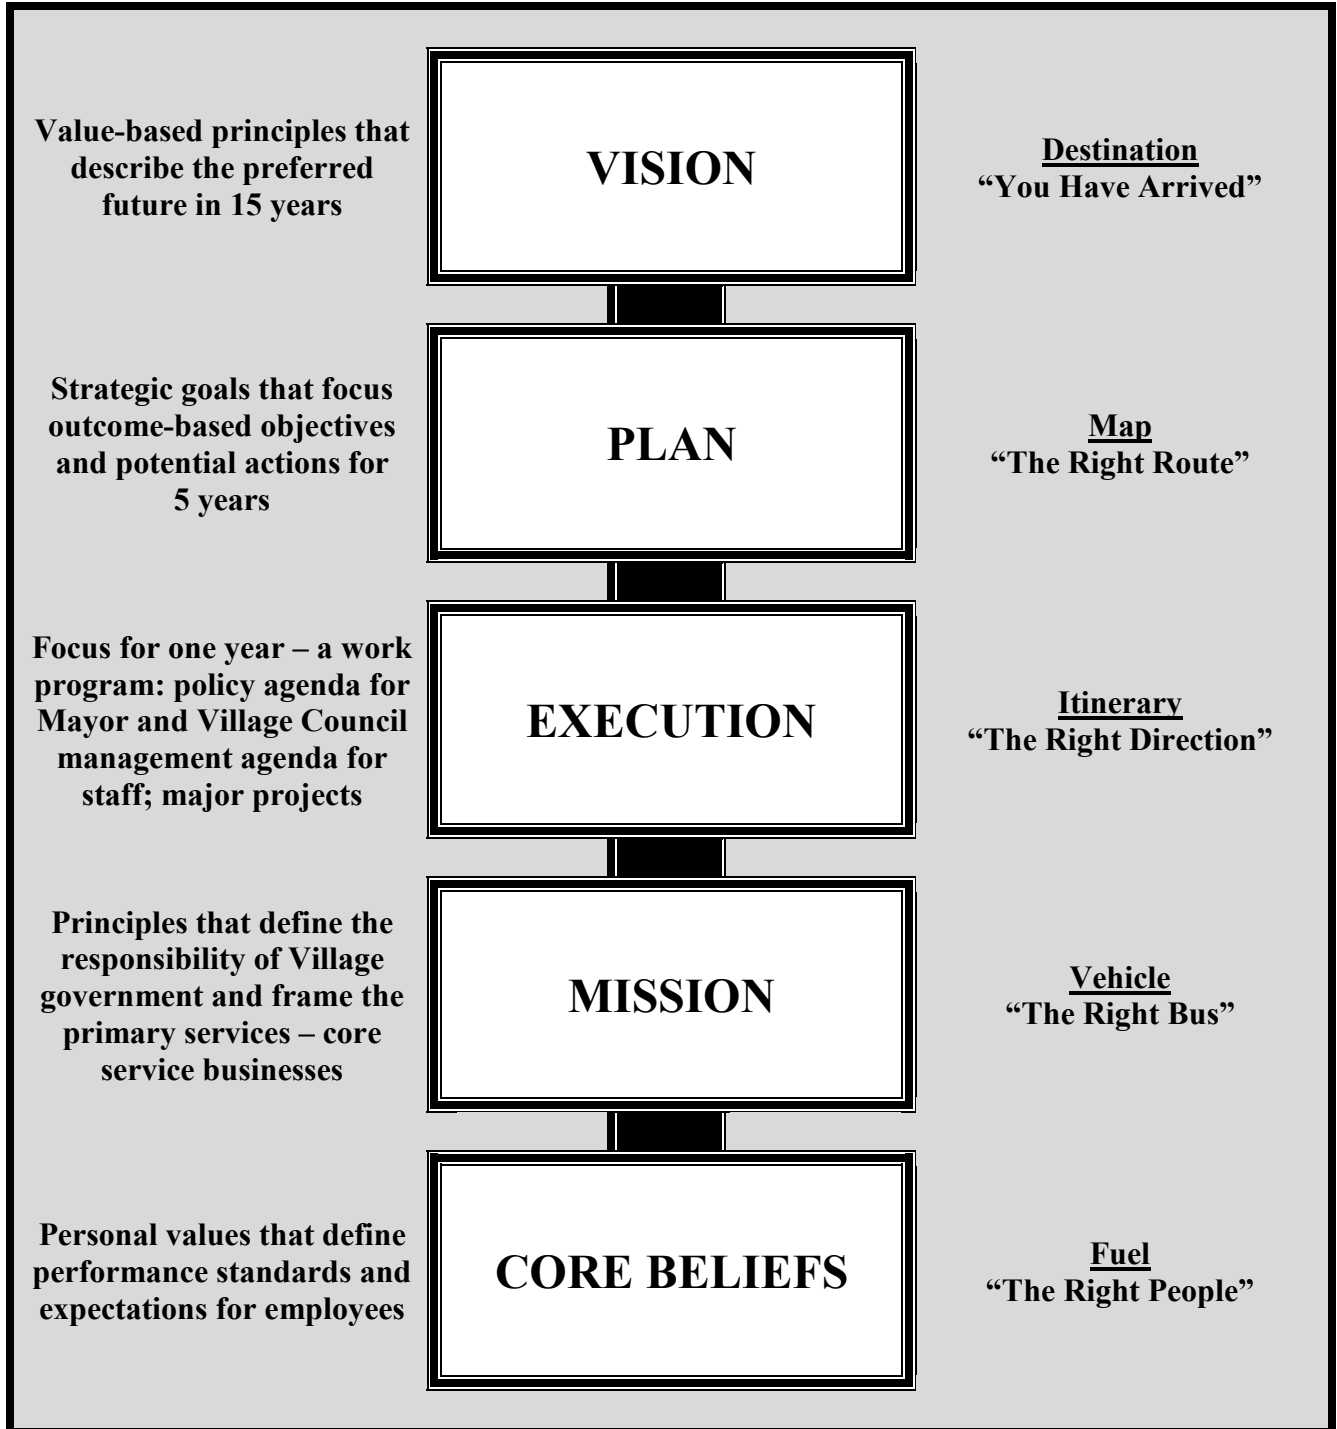 Value-based principles that
describe the preferred
future in 15 years
VISION
Destination
“You Have Arrived”
Strategic goals that focus
outcome-based objectives
and potential actions for
5 years
PLAN
Map
“The Right Route”
Focus for one year – a work
program: policy agenda for
Mayor and Village Council
management agenda for
staff; major projects
EXECUTION
Itinerary
“The Right Direction”
Principles that define the
responsibility of Village
government and frame the
primary services – core
service businesses
MISSION
Vehicle
“The Right Bus”
Personal values that define
performance standards and
expectations for employees
CORE BELIEFS
Fuel
“The Right People”